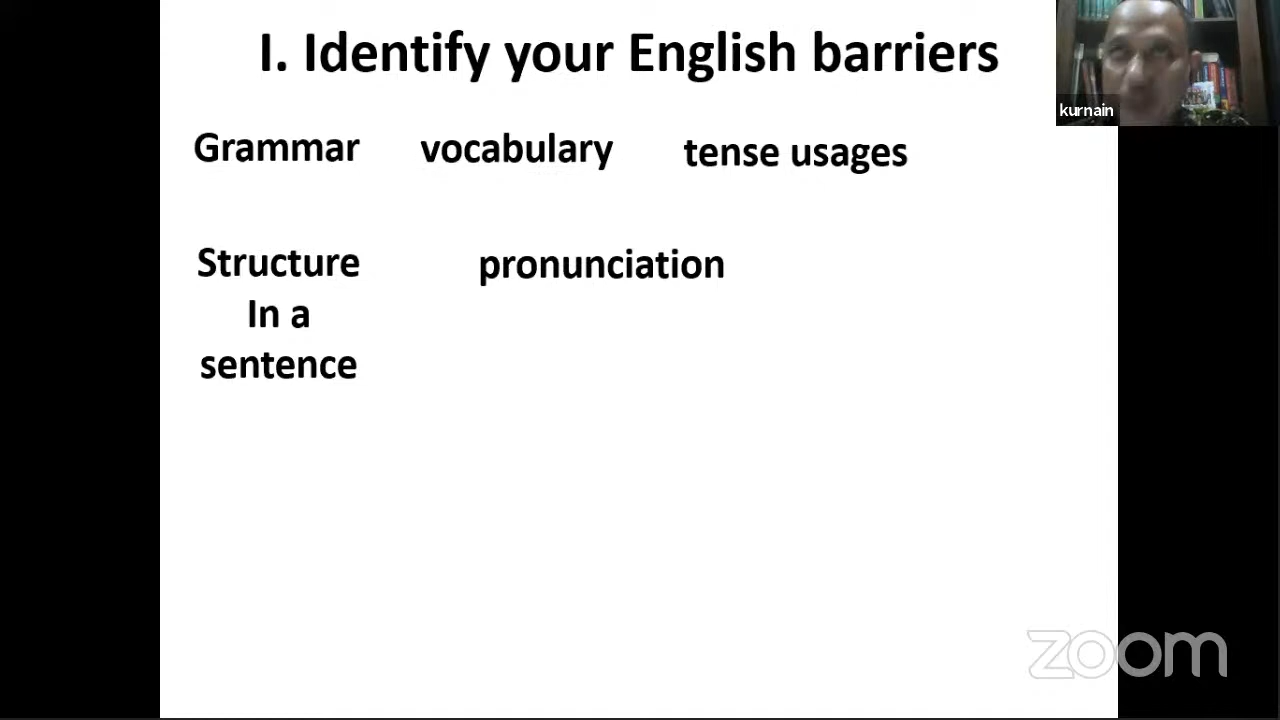 I. Identify your English barriers
kurnain
Grammar vocabulary tense usages
Structure pronunciation
In a
sentence
zoom